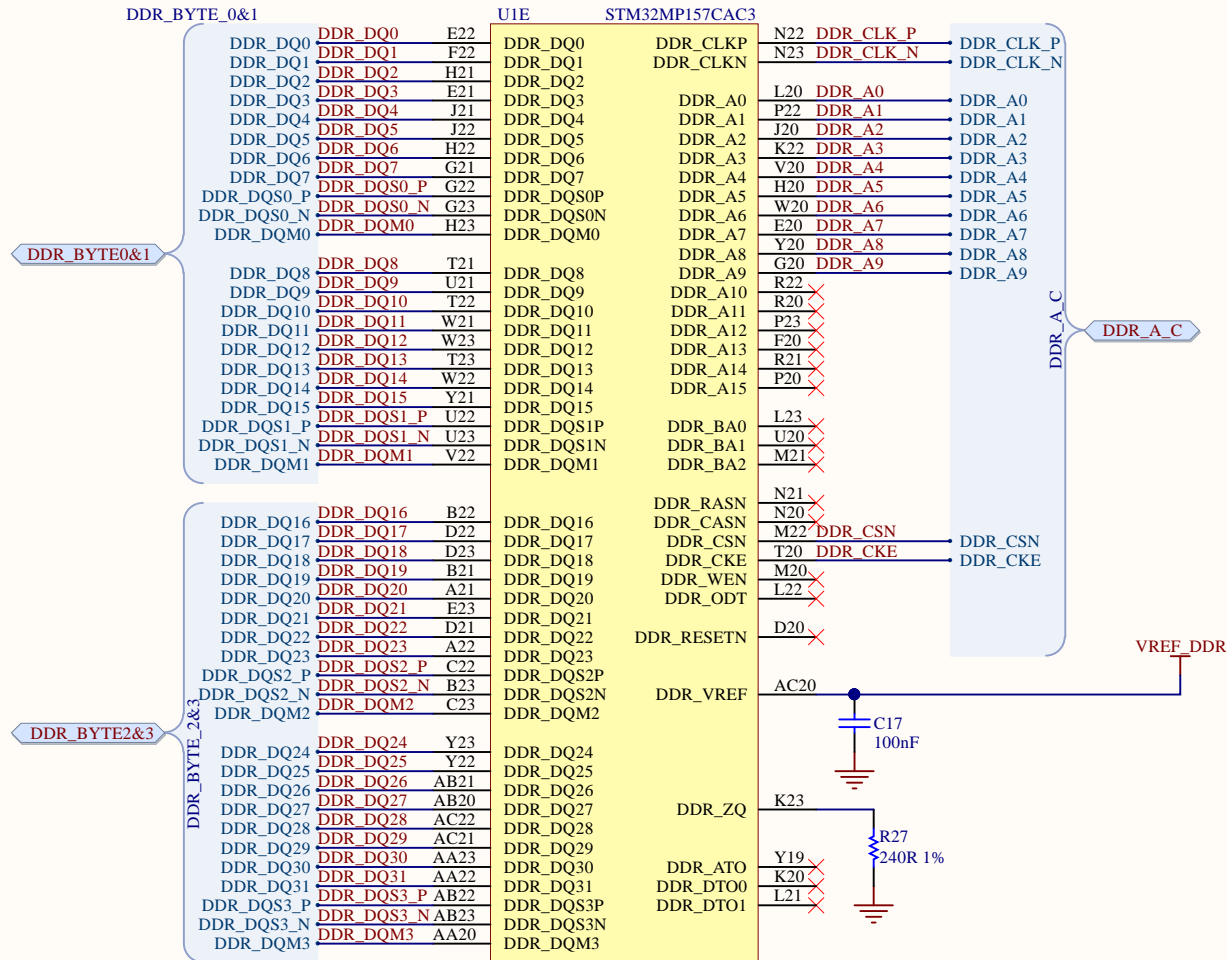 DDR_BYTE_0&1 U1E STM32MP157CAC3
DDR_DQ0 DDR_DQ0 E22 DDR_DQ0 DDR_CLKP N22 DDR_CLK_P DDR_CLK_P
DDR_DQ1 DDR_DQ1 F22 DDR_DQ1 DDR_CLKN N23 DDR_CLK_N DDR_CLK_N
DDR_DQ2 DDR_DQ2 H21 DDR_DQ2
DDR_DQ3 DDR_DQ3 E21 DDR_DQ3 DDR_A0 L20 DDR_A0 DDR_A0
DDR_DQ4 DDR_DQ4 J21 DDR_DQ4 DDR_A1 P22 DDR_A1 DDR_A1
DDR_DQ5 DDR_DQ5 J22 DDR_DQ5 DDR_A2 J20 DDR_A2 DDR_A2
DDR_DQ6 DDR_DQ6 H22 DDR_DQ6 DDR_A3 K22 DDR_A3 DDR_A3
DDR_DQ7 DDR_DQ7 G21 DDR_DQ7 DDR_A4 V20 DDR_A4 DDR_A4
DDR_DQS0_P DDR_DQS0_P G22 DDR_DQS0P DDR_A5 H20 DDR_A5 DDR_A5
DDR_DQS0_N DDR_DQS0_N G23 DDR_DQS0N DDR_A6 W20 DDR_A6 DDR_A6
DDR_DQM0 DDR_DQM0 H23 DDR_DQM0 DDR_A7 E20 DDR_A7 DDR_A7
DDR_BYTE0&1 DDR_A8 Y20 DDR_A8 DDR_A8
DDR_DQ8 DDR_DQ8 T21 DDR_DQ8 DDR_A9 G20 DDR_A9 DDR_A9
DDR_DQ9 DDR_DQ9 U21 DDR_DQ9 DDR_A10 R22
DDR_DQ10 DDR_DQ10 T22 DDR_DQ10 DDR_A11 R20
DDR_DQ11 DDR_DQ11 W21 DDR_DQ11 DDR_A12 P23 DDR_A_C DDR_A_C
DDR_DQ12 DDR_DQ12 W23 DDR_DQ12 DDR_A13 F20
DDR_DQ13 DDR_DQ13 T23 DDR_DQ13 DDR_A14 R21
DDR_DQ14 DDR_DQ14 W22 DDR_DQ14 DDR_A15 P20
DDR_DQ15 DDR_DQ15 Y21 DDR_DQ15
DDR_DQS1_P DDR_DQS1_P U22 DDR_DQS1P DDR_BA0 L23
DDR_DQS1_N DDR_DQS1_N U23 DDR_DQS1N DDR_BA1 U20
DDR_DQM1 DDR_DQM1 V22 DDR_DQM1 DDR_BA2 M21
DDR_RASN N21
DDR_DQ16 DDR_DQ16 B22 DDR_DQ16 DDR_CASN N20
DDR_DQ17 DDR_DQ17 D22 DDR_DQ17 DDR_CSN M22 DDR_CSN DDR_CSN
DDR_DQ18 DDR_DQ18 D23 DDR_DQ18 DDR_CKE T20 DDR_CKE DDR_CKE
DDR_DQ19 DDR_DQ19 B21 DDR_DQ19 DDR_WEN M20
DDR_DQ20 DDR_DQ20 A21 DDR_DQ20 DDR_ODT L22
DDR_DQ21 DDR_DQ21 E23 DDR_DQ21
DDR_DQ22 DDR_DQ22 D21 DDR_DQ22 DDR_RESETN D20
DDR_DQ23 DDR_DQ23 A22 DDR_DQ23 VREF_DDR
DDR_DQS2_P DDR_DQS2_P C22 DDR_DQS2P
DDR_DQS2_N DDR_DQS2_N B23 DDR_DQS2N DDR_VREF AC20
DDR_DQM2 DDR_DQM2 C23 DDR_DQM2
C17
100nF
DDR_BYTE2&3 DDR_BYTE_2&3
DDR_DQ24 DDR_DQ24 Y23 DDR_DQ24
DDR_DQ25 DDR_DQ25 Y22 DDR_DQ25
DDR_DQ26 DDR_DQ26 AB21 DDR_DQ26
DDR_DQ27 DDR_DQ27 AB20 DDR_DQ27 DDR_ZQ K23
DDR_DQ28 DDR_DQ28 AC22 DDR_DQ28
DDR_DQ29 DDR_DQ29 AC21 DDR_DQ29
R27
240R 1%
DDR_DQ30 DDR_DQ30 AA23 DDR_DQ30 DDR_ATO Y19
DDR_DQ31 DDR_DQ31 AA22 DDR_DQ31 DDR_DTO0 K20
DDR_DQS3_P DDR_DQS3_P AB22 DDR_DQS3P DDR_DTO1 L21
DDR_DQS3_N DDR_DQS3_N AB23 DDR_DQS3N
DDR_DQM3 DDR_DQM3 AA20 DDR_DQM3